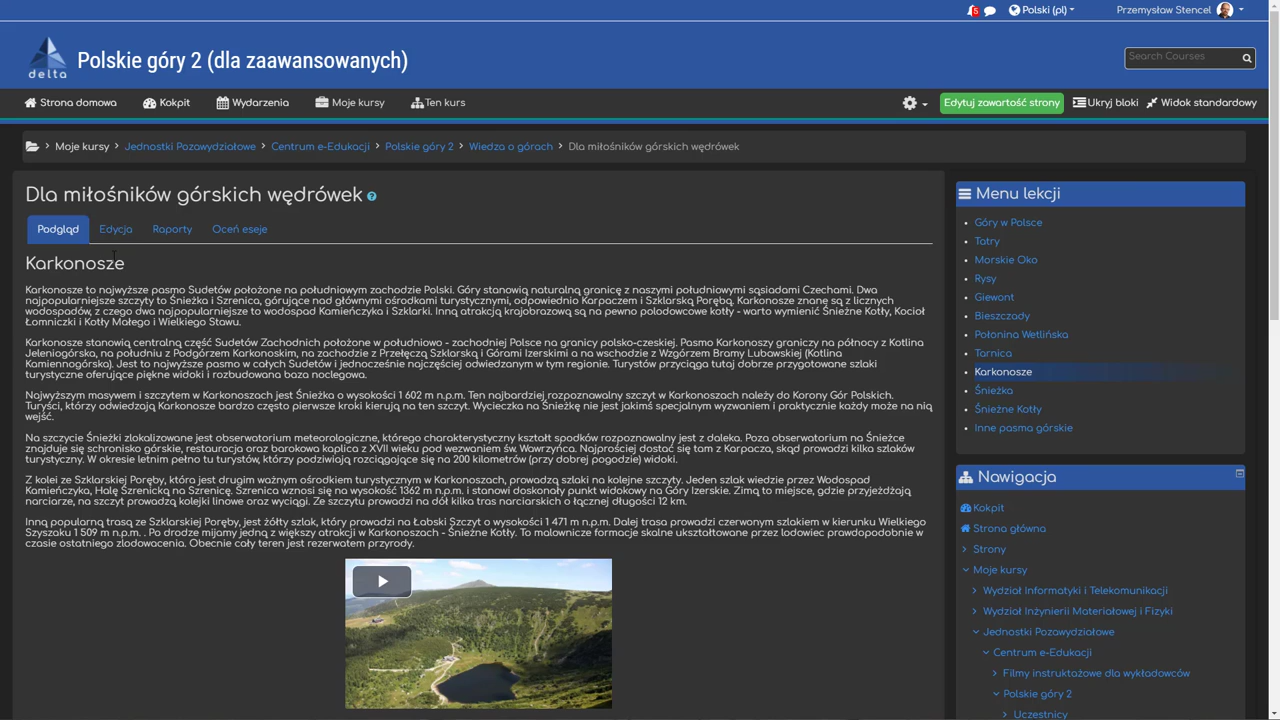 5
Polski (pl)
Przemysław Stencel
delta
Polskie góry 2 (dla zaawansowanych)
Search Courses
Strona domowa
Kokpit
Wydarzenia
Moje kursy
Ten kurs
Edytuj zawartość strony
Ukryj bloki
Widok standardowy
Moje kursy
Jednostki Pozawydziałowe
Centrum e-Edukacji
Polskie góry 2
Wiedza o górach
Dla miłośników górskich wędrówek
Dla miłośników górskich wędrówek
Podgląd
Edycja
Raporty
Oceń eseje
Karkonosze
Karkonosze to najwyższe pasmo Sudetów położone na południowym zachodzie Polski. Góry stanowią naturalną granicę z naszymi południowymi sąsiadami Czechami. Dwa
najpopularniejsze szczyty to Śnieżka i Szrenica, górujące nad głównymi ośrodkami turystycznymi, odpowiednio Karpaczem i Szklarską Porębą. Karkonosze znane są z licznych
wodospadów, z czego dwa najpopularniejsze to wodospad Kamieńczyka i Szklarki. Inną atrakcją krajobrazową są na pewno polodowcowe kotły - warto wymienić Śnieżne Kotły, Kocioł
Łomniczki i Kotły Małego i Wielkiego Stawu.
Karkonosze stanowią centralną część Sudetów Zachodnich położone w południowo - zachodniej Polsce na granicy polsko-czeskiej. Pasmo Karkonoszy graniczy na północy z Kotlina
Jeleniogórska, na południu z Podgórzem Karkonoskim, na zachodzie z Przełęczą Szklarską i Górami Izerskimi a na wschodzie z Wzgórzem Bramy Lubawskiej (Kotlina
Kamiennogórska). Jest to najwyższe pasmo w całych Sudetów i jednocześnie najczęściej odwiedzanym w tym regionie. Turystów przyciąga tutaj dobrze przygotowane szlaki
turystyczne oferujące piękne widoki i rozbudowana baza noclegowa.
Najwyższym masywem i szczytem w Karkonoszach jest Śnieżka o wysokości 1 602 m n.p.m. Ten najbardziej rozpoznawalny szczyt w Karkonoszach należy do Korony Gór Polskich.
Turyści, którzy odwiedzają Karkonosze bardzo często pierwsze kroki kierują na ten szczyt. Wycieczka na Śnieżkę nie jest jakimś specjalnym wyzwaniem i praktycznie każdy może na nią
wejść.
Na szczycie Śnieżki zlokalizowane jest obserwatorium meteorologiczne, którego charakterystyczny kształt spodków rozpoznawalny jest z daleka. Poza obserwatorium na Śnieżce
znajduje się schronisko górskie, restauracja oraz barokowa kaplica z XVII wieku pod wezwaniem św. Wawrzyńca. Najprościej dostać się tam z Karpacza, skąd prowadzi kilka szlaków
turystyczny. W okresie letnim pełno tu turystów, którzy podziwiają rozciągające się na 200 kilometrów (przy dobrej pogodzie) widoki.
Z kolei ze Szklarskiej Poręby, która jest drugim ważnym ośrodkiem turystycznym w Karkonoszach, prowadzą szlaki na kolejne szczyty. Jeden szlak wiedzie przez Wodospad
Kamieńczyka, Halę Szrenicką na Szrenicę. Szrenica wznosi się na wysokość 1362 m n.p.m. i stanowi doskonały punkt widokowy na Góry Izerskie. Zimą to miejsce, gdzie przyjeżdżają
narciarze, na szczyt prowadzą kolejki linowe oraz wyciągi. Ze szczytu prowadzi na dół kilka tras narciarskich o łącznej długości 12 km.
Inną popularną trasą ze Szklarskiej Poręby, jest żółty szlak, który prowadzi na Łabski Szczyt o wysokości 1 471 m n.p.m. Dalej trasa prowadzi czerwonym szlakiem w kierunku Wielkiego
Szyszaku 1 509 m n.p.m. . Po drodze mijamy jedną z większy atrakcji w Karkonoszach - Śnieżne Kotły. To malownicze formacje skalne ukształtowane przez lodowiec prawdopodobnie w
czasie ostatniego zlodowacenia. Obecnie cały teren jest rezerwatem przyrody.
Menu lekcji
Góry w Polsce
Tatry
Morskie Oko
Rysy
Giewont
Bieszczady
Połonina Wetlińska
Tarnica
Karkonosze
Śnieżka
Śnieżne Kotły
Inne pasma górskie
Nawigacja
Kokpit
Strona główna
Strony
Moje kursy
Wydział Informatyki i Telekomunikacji
Wydział Inżynierii Materiałowej i Fizyki
Jednostki Pozawydziałowe
Centrum e-Edukacji
Filmy instruktażowe dla wykładowców
Polskie góry 2
Uczestnicy